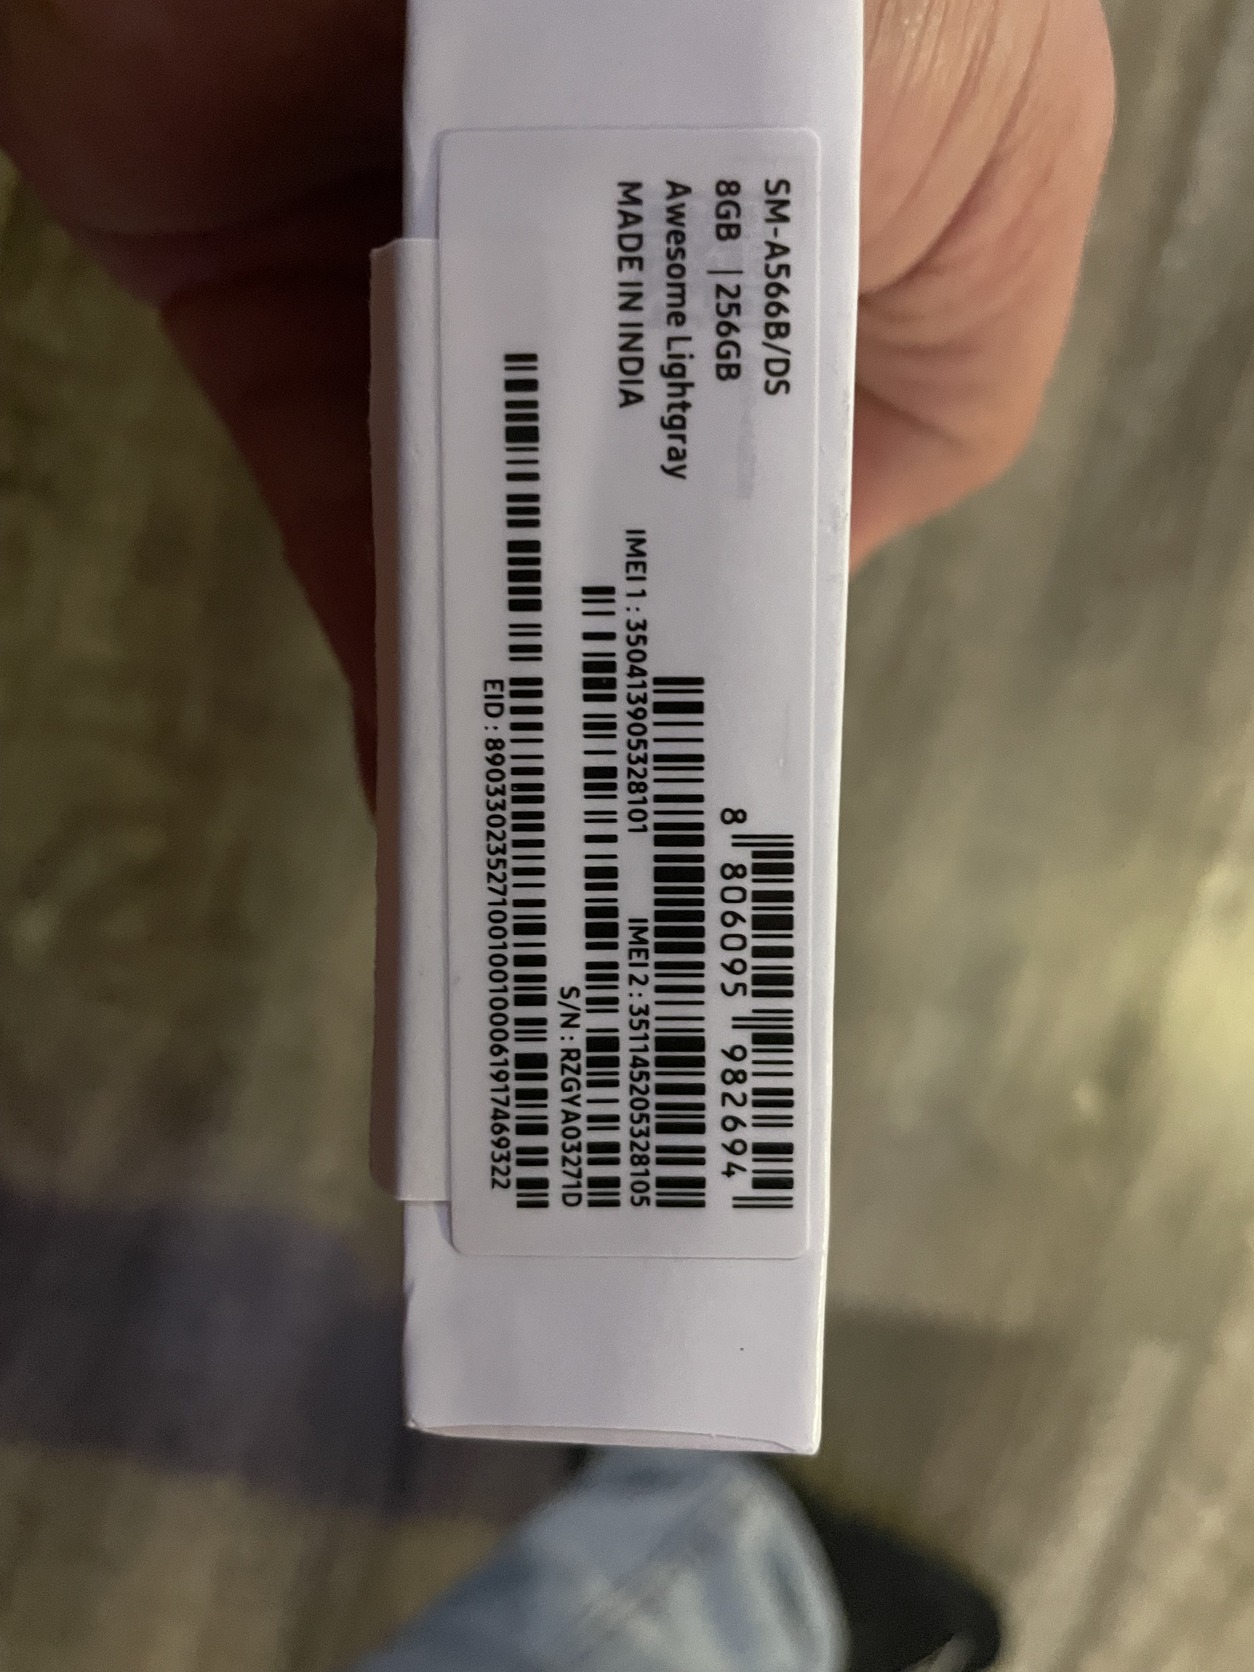 SM-A566B/DS
8GB | 256GB
Awesome Lightgray
MADE IN INDIA
8 806095 982694
IMEI 1 : 350413905328101 IMEI 2 : 351145205328105
S/N : RZGYA03271D
EID : 89033023527100100100061917469322